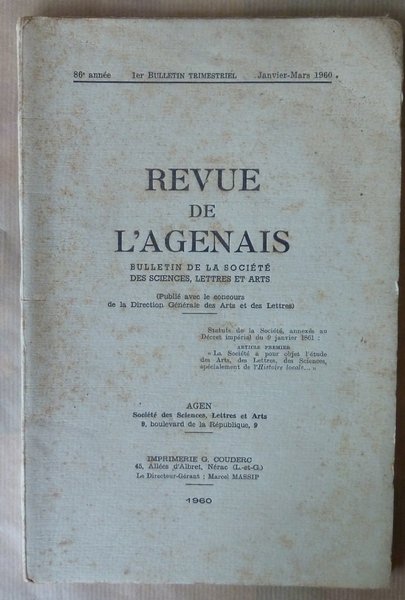 86e année 1er BULLETIN TRIMESTRIEL Janvier-Mars 1960
REVUE
DE
L'AGENAIS
BULLETIN DE LA SOCIÉTÉ
DES SCIENCES, LETTRES ET ARTS
(Publié avec le concours
de la Direction Générale des Arts et des Lettres)
Statuts de la Société, annexés au
Décret impérial du 9 janvier 1861 :
ARTICLE PREMIER
« La Société a pour objet l'étude
des Arts, des Lettres, des Sciences,
spécialement de l'Histoire locale... »
AGEN
Société des Sciences, Lettres et Arts
9, boulevard de la République, 9
IMPRIMERIE G. COUDERC
45, Allées d'Albret, Nérac (L.-et-G.)
Le Directeur-Gérant : Marcel MASSIP
1960